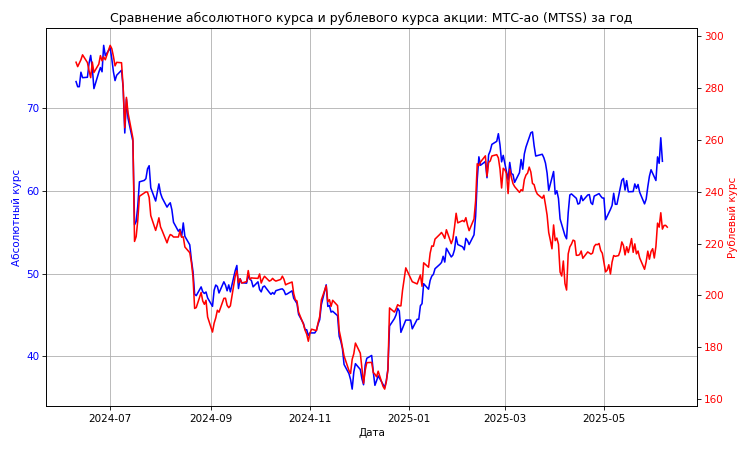 Сравнение абсолютного курса и рублевого курса акции: МТС-ао (MTSS) за год
300
280
70
260
60
240
Абсолютный курс
Рублевый курс
220
50
200
180
40
160
2024-07 2024-09 2024-11 2025-01 2025-03 2025-05
Дата